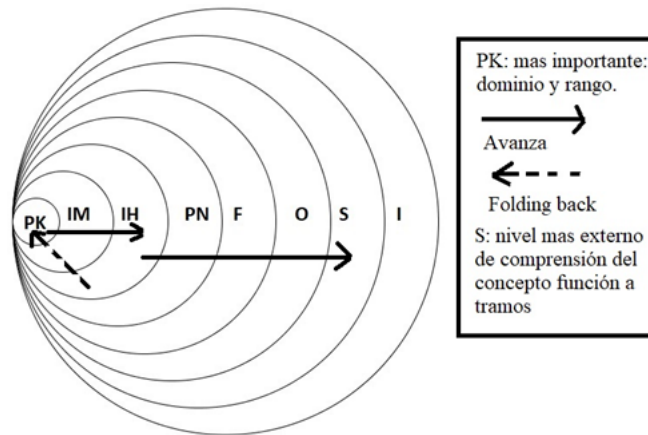 PK IM IH PN F O S I
PK: mas importante:
dominio y rango.
Avanza
Folding back
S: nivel mas externo
de comprensión del
concepto función a
tramos